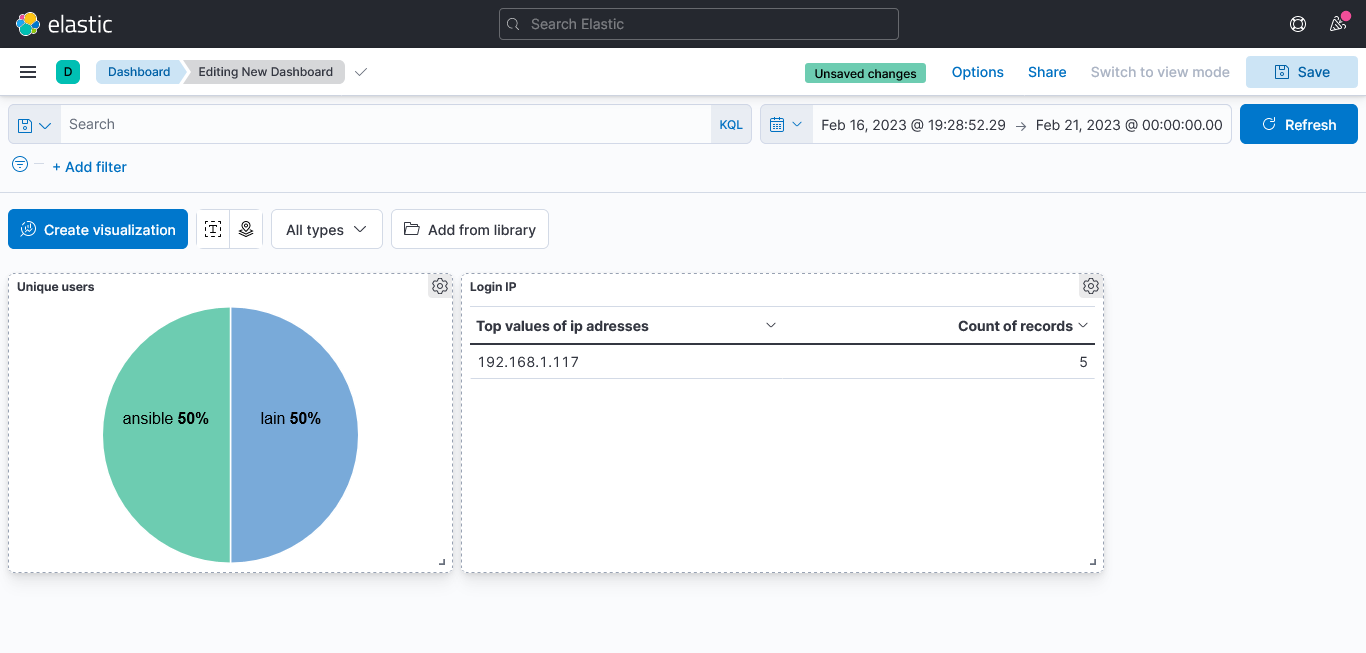 elastic
Search Elastic
D
Dashboard
Editing New Dashboard
Unsaved changes
Options
Share
Switch to view mode
Save
Search
KQL
Feb 16, 2023 @ 19:28:52.29 → Feb 21, 2023 @ 00:00:00.00
Refresh
+ Add filter
Create visualization
T
All types
Add from library
Unique users
ansible 50%
lain 50%
Login IP
Top values of ip adresses
Count of records
192.168.1.117
5